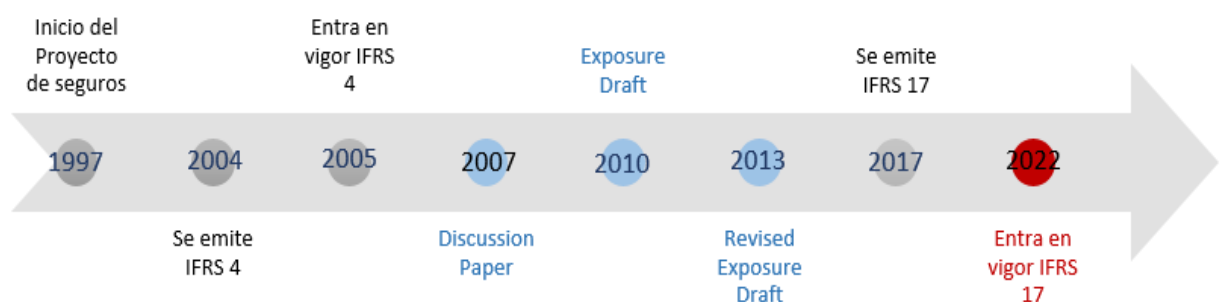 Inicio del
Proyecto
de seguros
Entra en
vigor IFRS
4
Exposure
Draft
Se emite
IFRS 17
1997
2004
2005
2007
2010
2013
2017
2022
Se emite
IFRS 4
Discussion
Paper
Revised
Exposure
Draft
Entra en
vigor IFRS
17